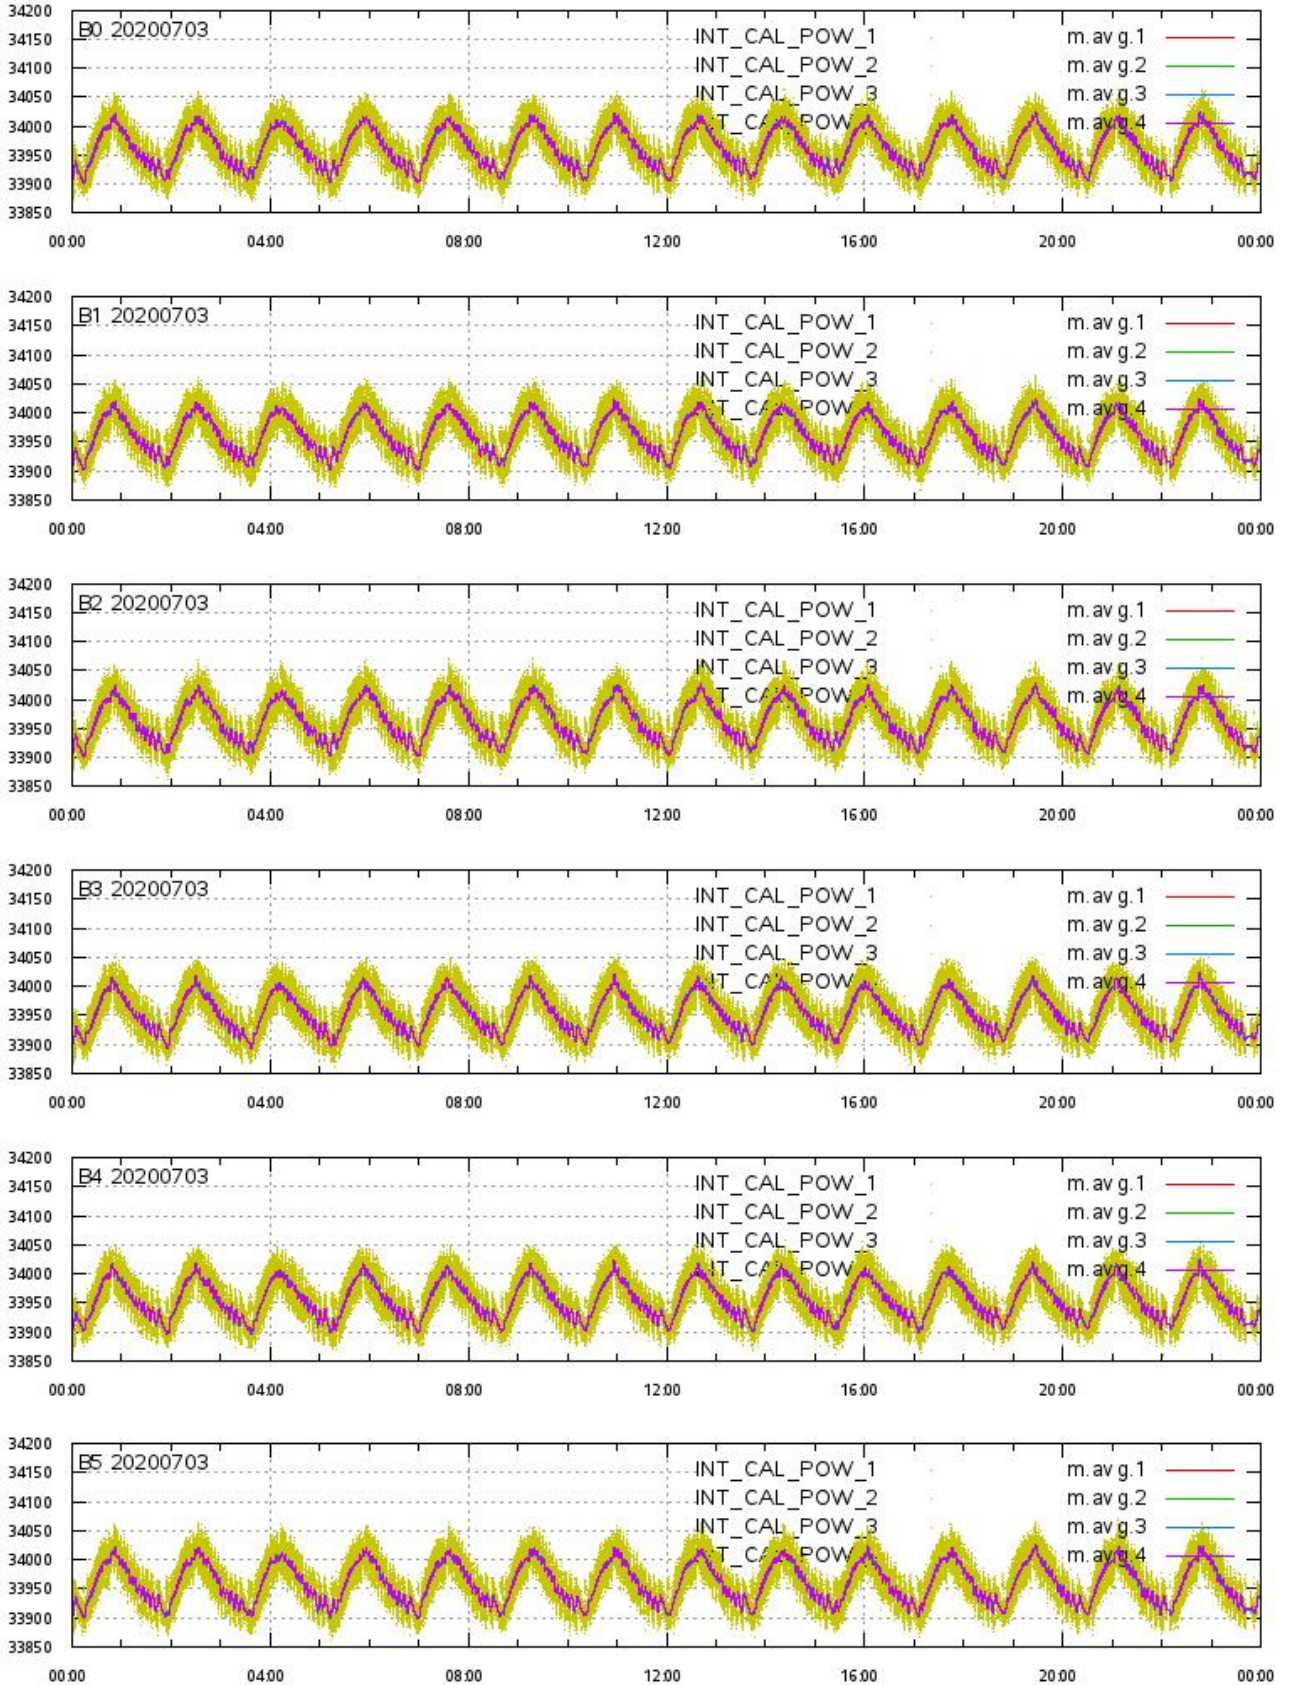 34200
B0 20200703 INT_CAL_POW_1 m.avg.1
34150
INT_CAL_POW_2 m.avg.2
34100
INT_CAL_POW_3 m.avg.3
34050
m.avg.4
34000
33950
33900
33850
00:00 04:00 08:00 12:00 16:00 20:00 00:00
34200
B1 20200703 INT_CAL_POW_1 m.avg.1
34150
INT_CAL_POW_2 m.avg.2
34100
INT_CAL_POW_3 m.avg.3
34050
m.avg.4
34000
33950
33900
33850
00:00 04:00 08:00 12:00 16:00 20:00 00:00
34200
B2 20200703 INT_CAL_POW_1 m.avg.1
34150
INT_CAL_POW_2 m.avg.2
34100
INT_CAL_POW_3 m.avg.3
34050
m.avg.4
34000
33950
33900
33850
00:00 04:00 08:00 12:00 16:00 20:00 00:00
34200
B3 20200703 INT_CAL_POW_1 m.avg.1
34150
INT_CAL_POW_2 m.avg.2
34100
INT_CAL_POW_3 m.avg.3
34050
m.avg.4
34000
33950
33900
33850
00:00 04:00 08:00 12:00 16:00 20:00 00:00
34200
B4 20200703 INT_CAL_POW_1 m.avg.1
34150
INT_CAL_POW_2 m.avg.2
34100
INT_CAL_POW_3 m.avg.3
34050
m.avg.4
34000
33950
33900
33850
00:00 04:00 08:00 12:00 16:00 20:00 00:00
34200
B5 20200703 INT_CAL_POW_1 m.avg.1
34150
INT_CAL_POW_2 m.avg.2
34100
INT_CAL_POW_3 m.avg.3
34050
m.avg.4
34000
33950
33900
33850
00:00 04:00 08:00 12:00 16:00 20:00 00:00